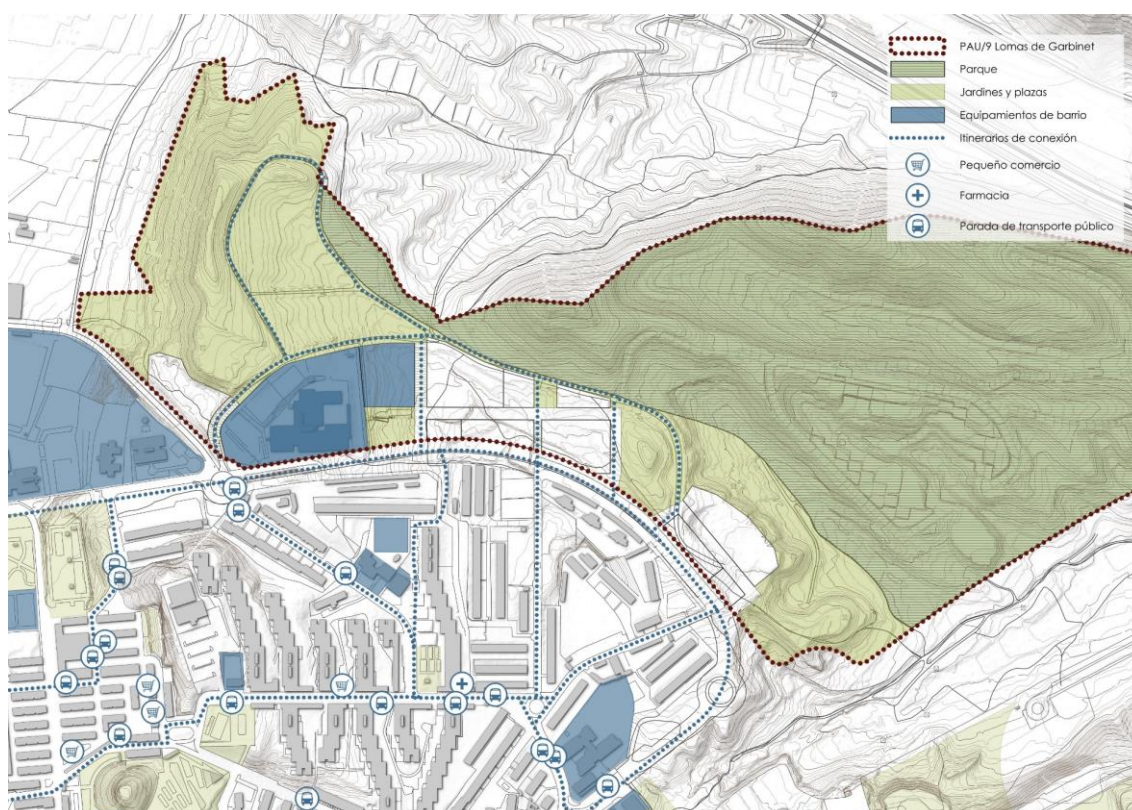 PAU/9 Lomas de Garbinet
Parque
Jardines y plazas
Equipamientos de barrio
Itinerarios de conexión
Pequeño comercio
Farmacia
Parada de transporte público